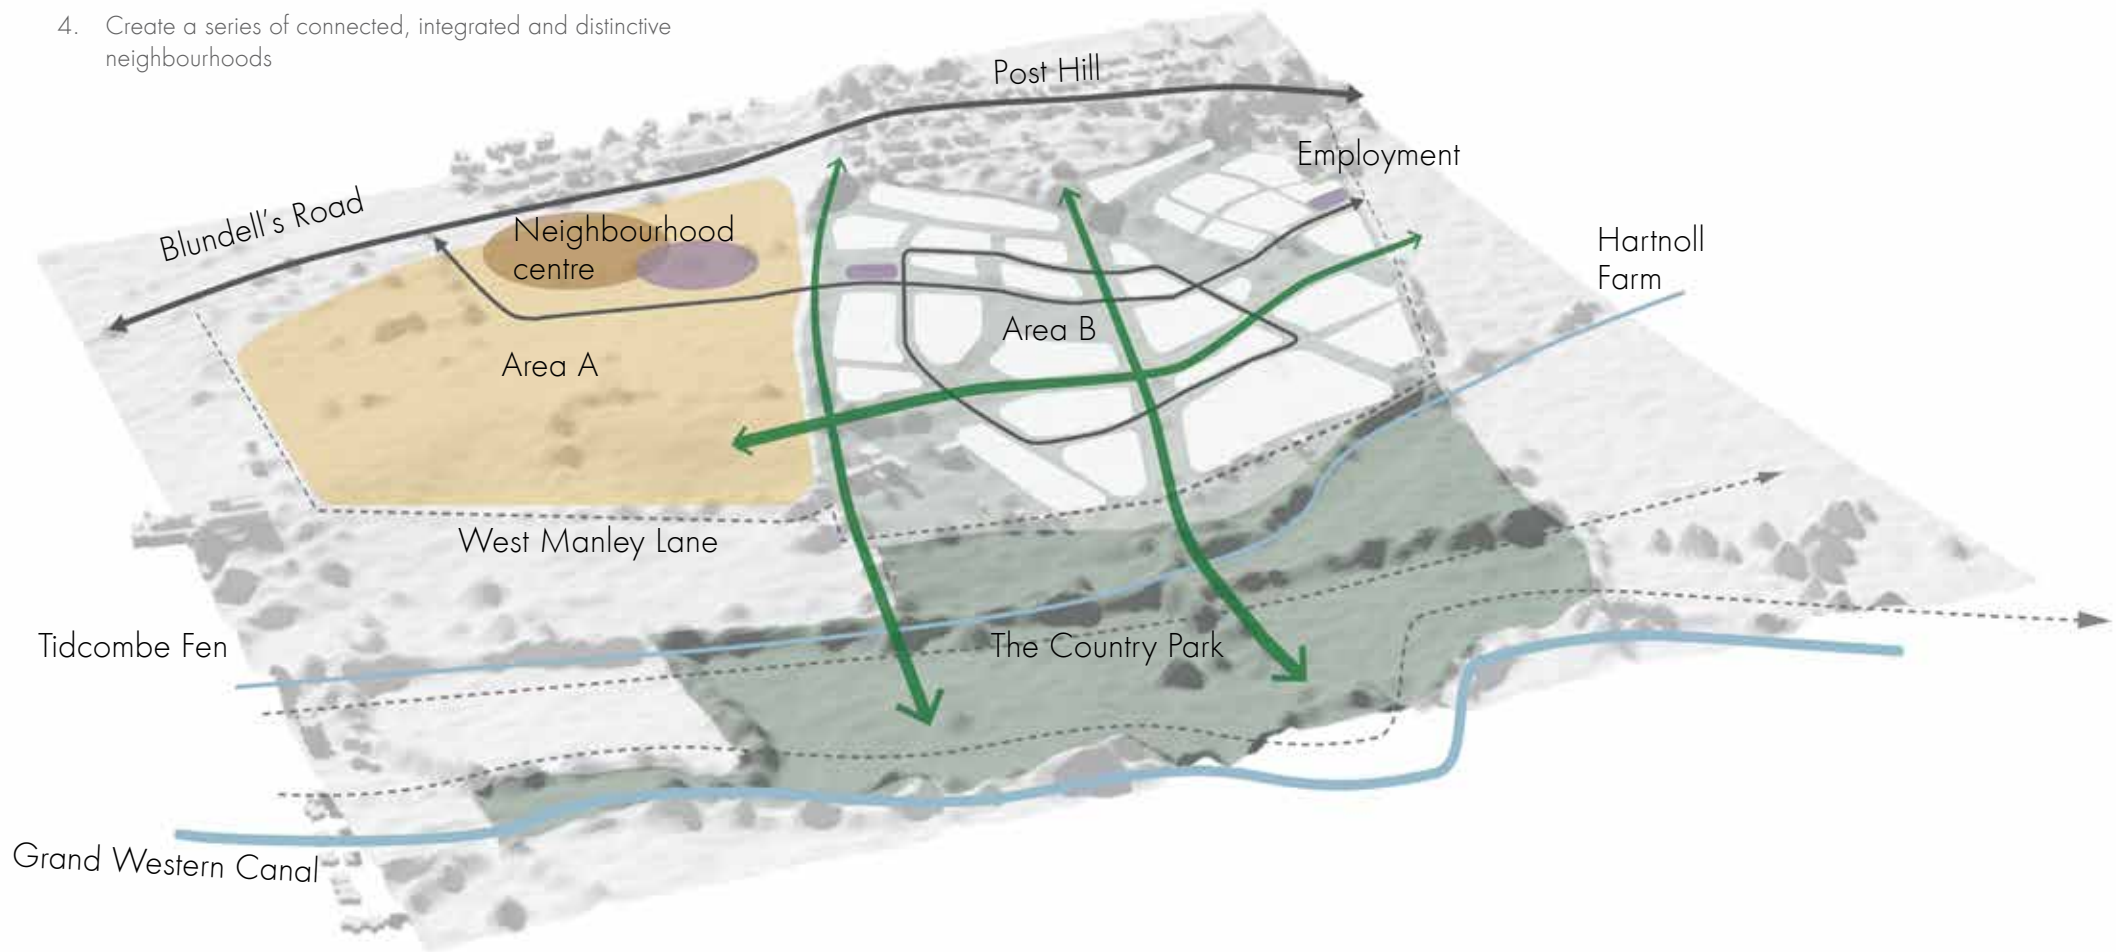 4. Create a series of connected, integrated and distinctive
neighbourhoods
Post Hill
Employment
Blundell's Road
Neighbourhood
centre
Hartnoll
Farm
Area B
Area A
West Manley Lane
Tidcombe Fen
The Country Park
Grand Western Canal